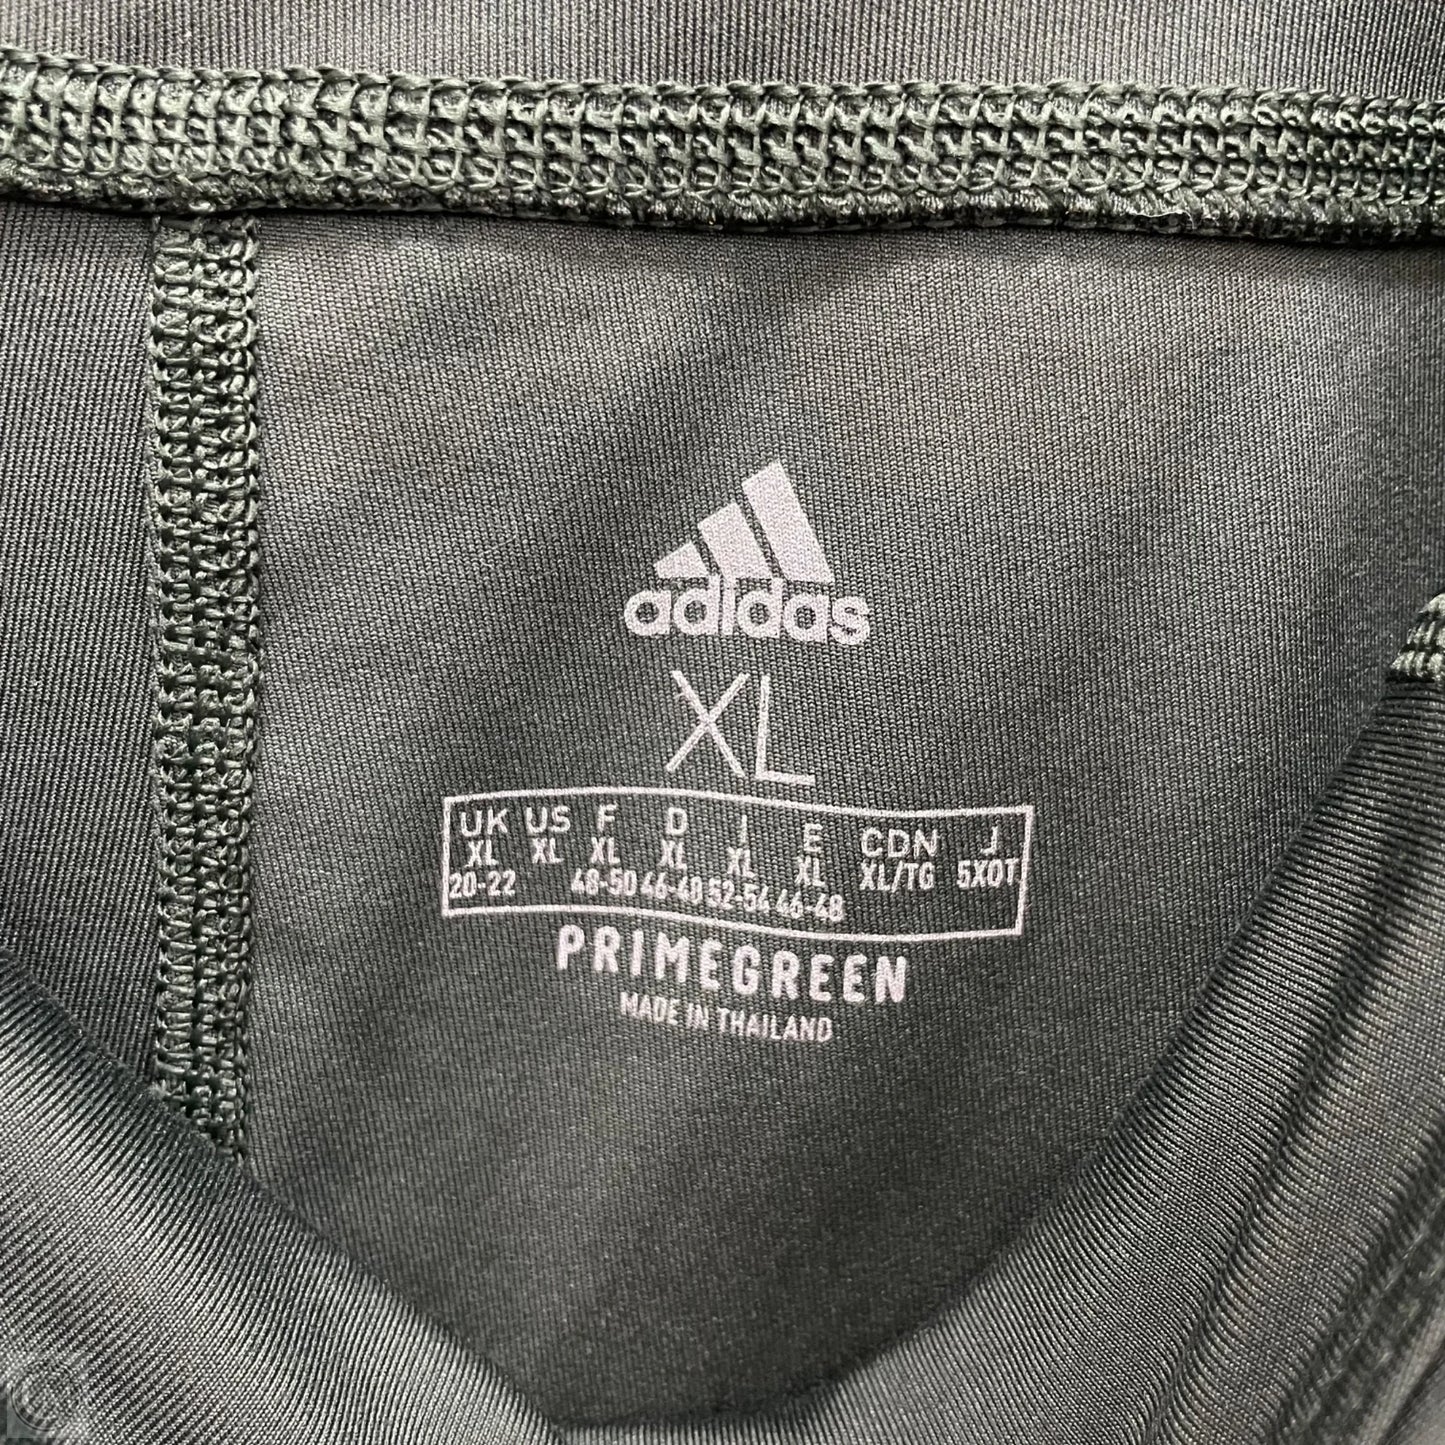 adidas
XL
UK US F D I E CDN J
XL XL XL XL XL XL XL/TG 5XOT
20-22 48-50 46-48 52-54 46-48
PRIMEGREEN
MADE IN THAILAND